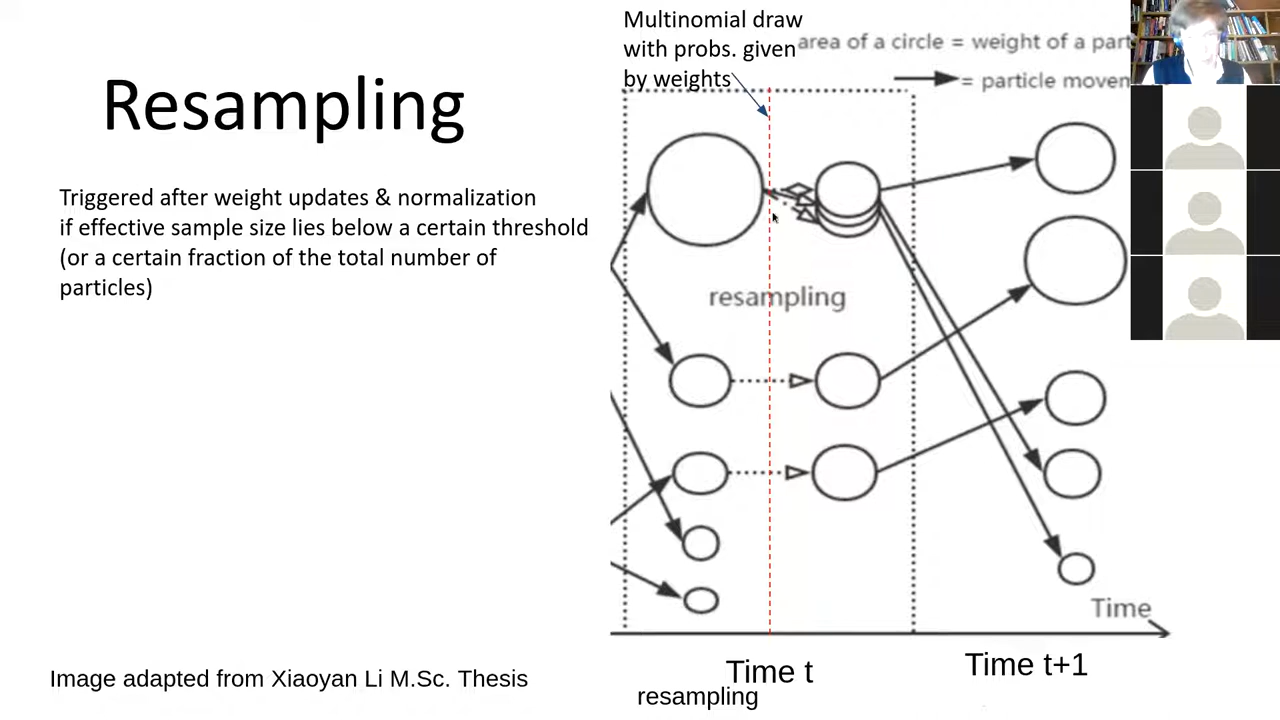 Resampling
Triggered after weight updates & normalization
if effective sample size lies below a certain threshold
(or a certain fraction of the total number of
particles)
Multinomial draw
with probs. given
by weights
area of a circle = weight of a part
= particle movem
resampling
Time
Time t
Time t+1
resampling
Image adapted from Xiaoyan Li M.Sc. Thesis